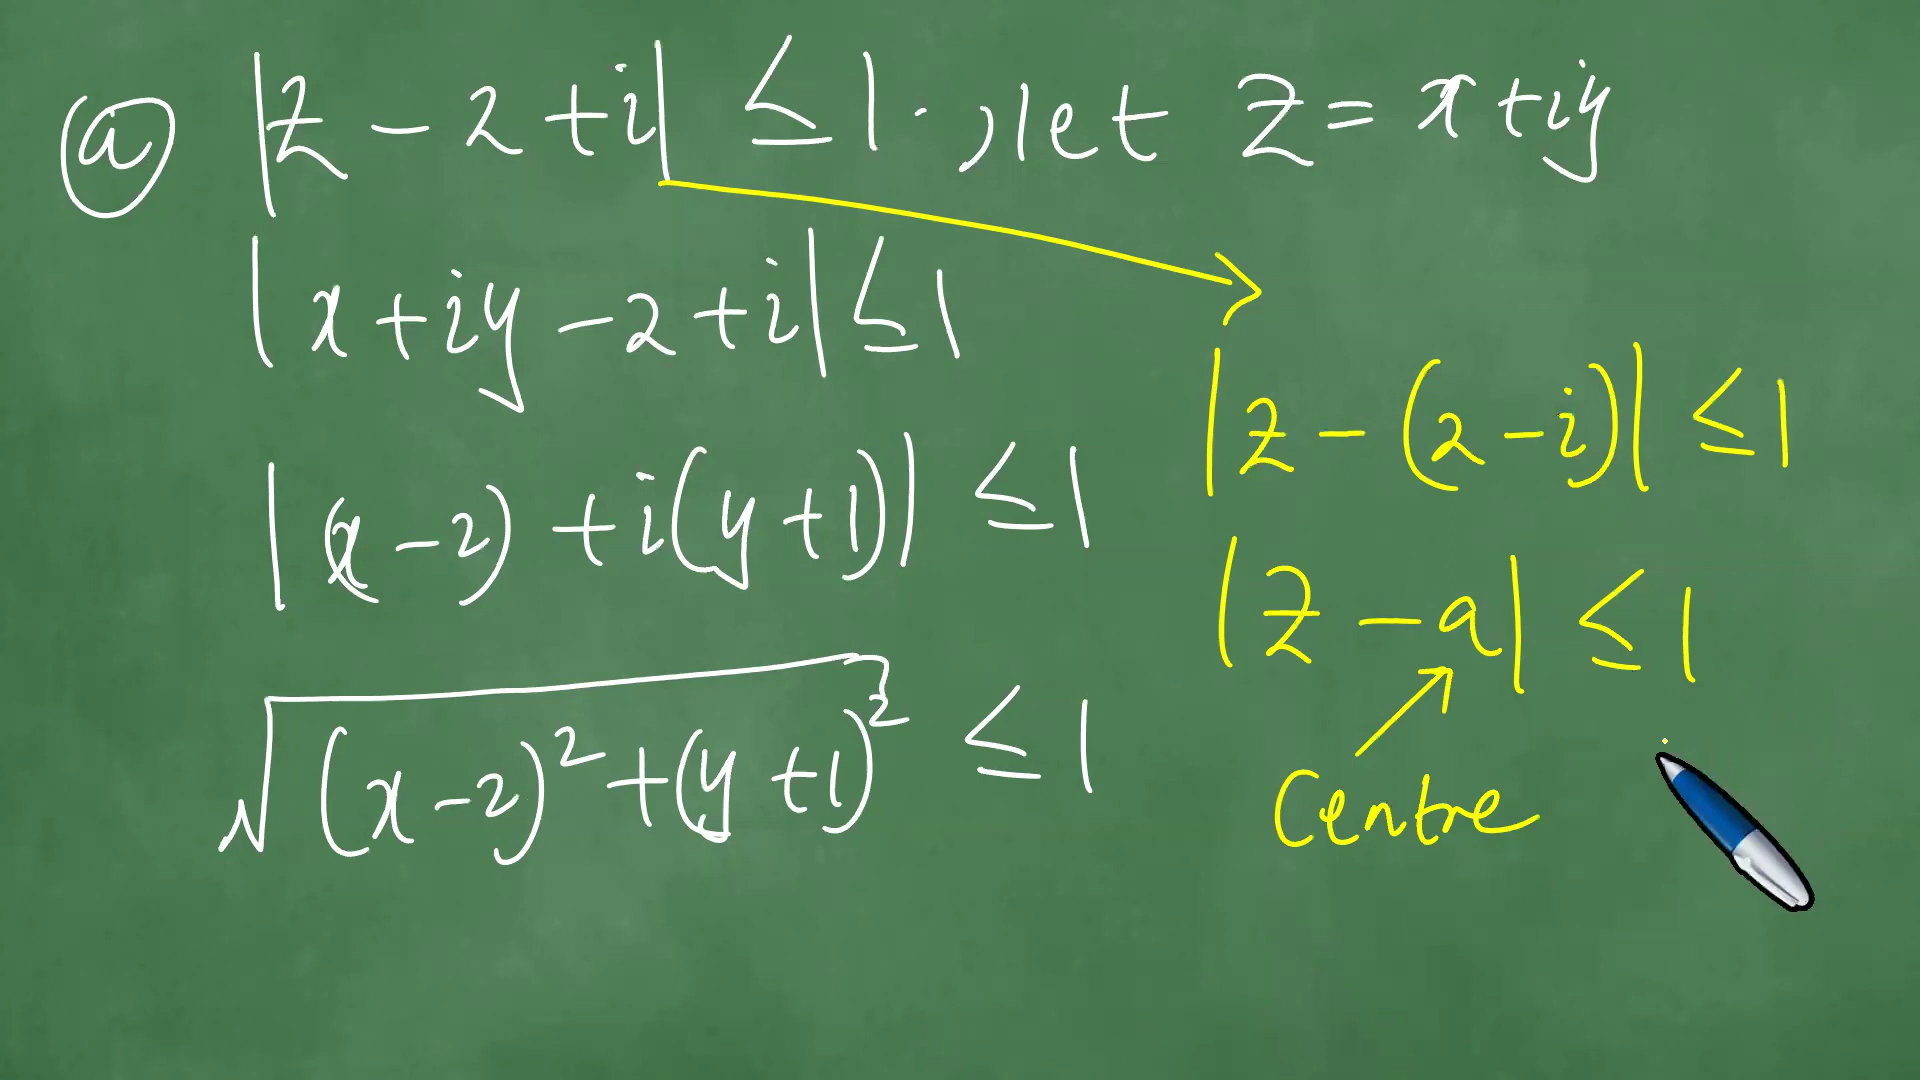 (a) |z - 2 + i| ≤ 1 . , let z = x + iy
|x + iy - 2 + i| ≤ 1
|(x - 2) + i(y + 1)| ≤ 1
√((x - 2)² + (y + 1)²) ≤ 1
|z - (2 - i)| ≤ 1
|z - a| ≤ 1
Centre